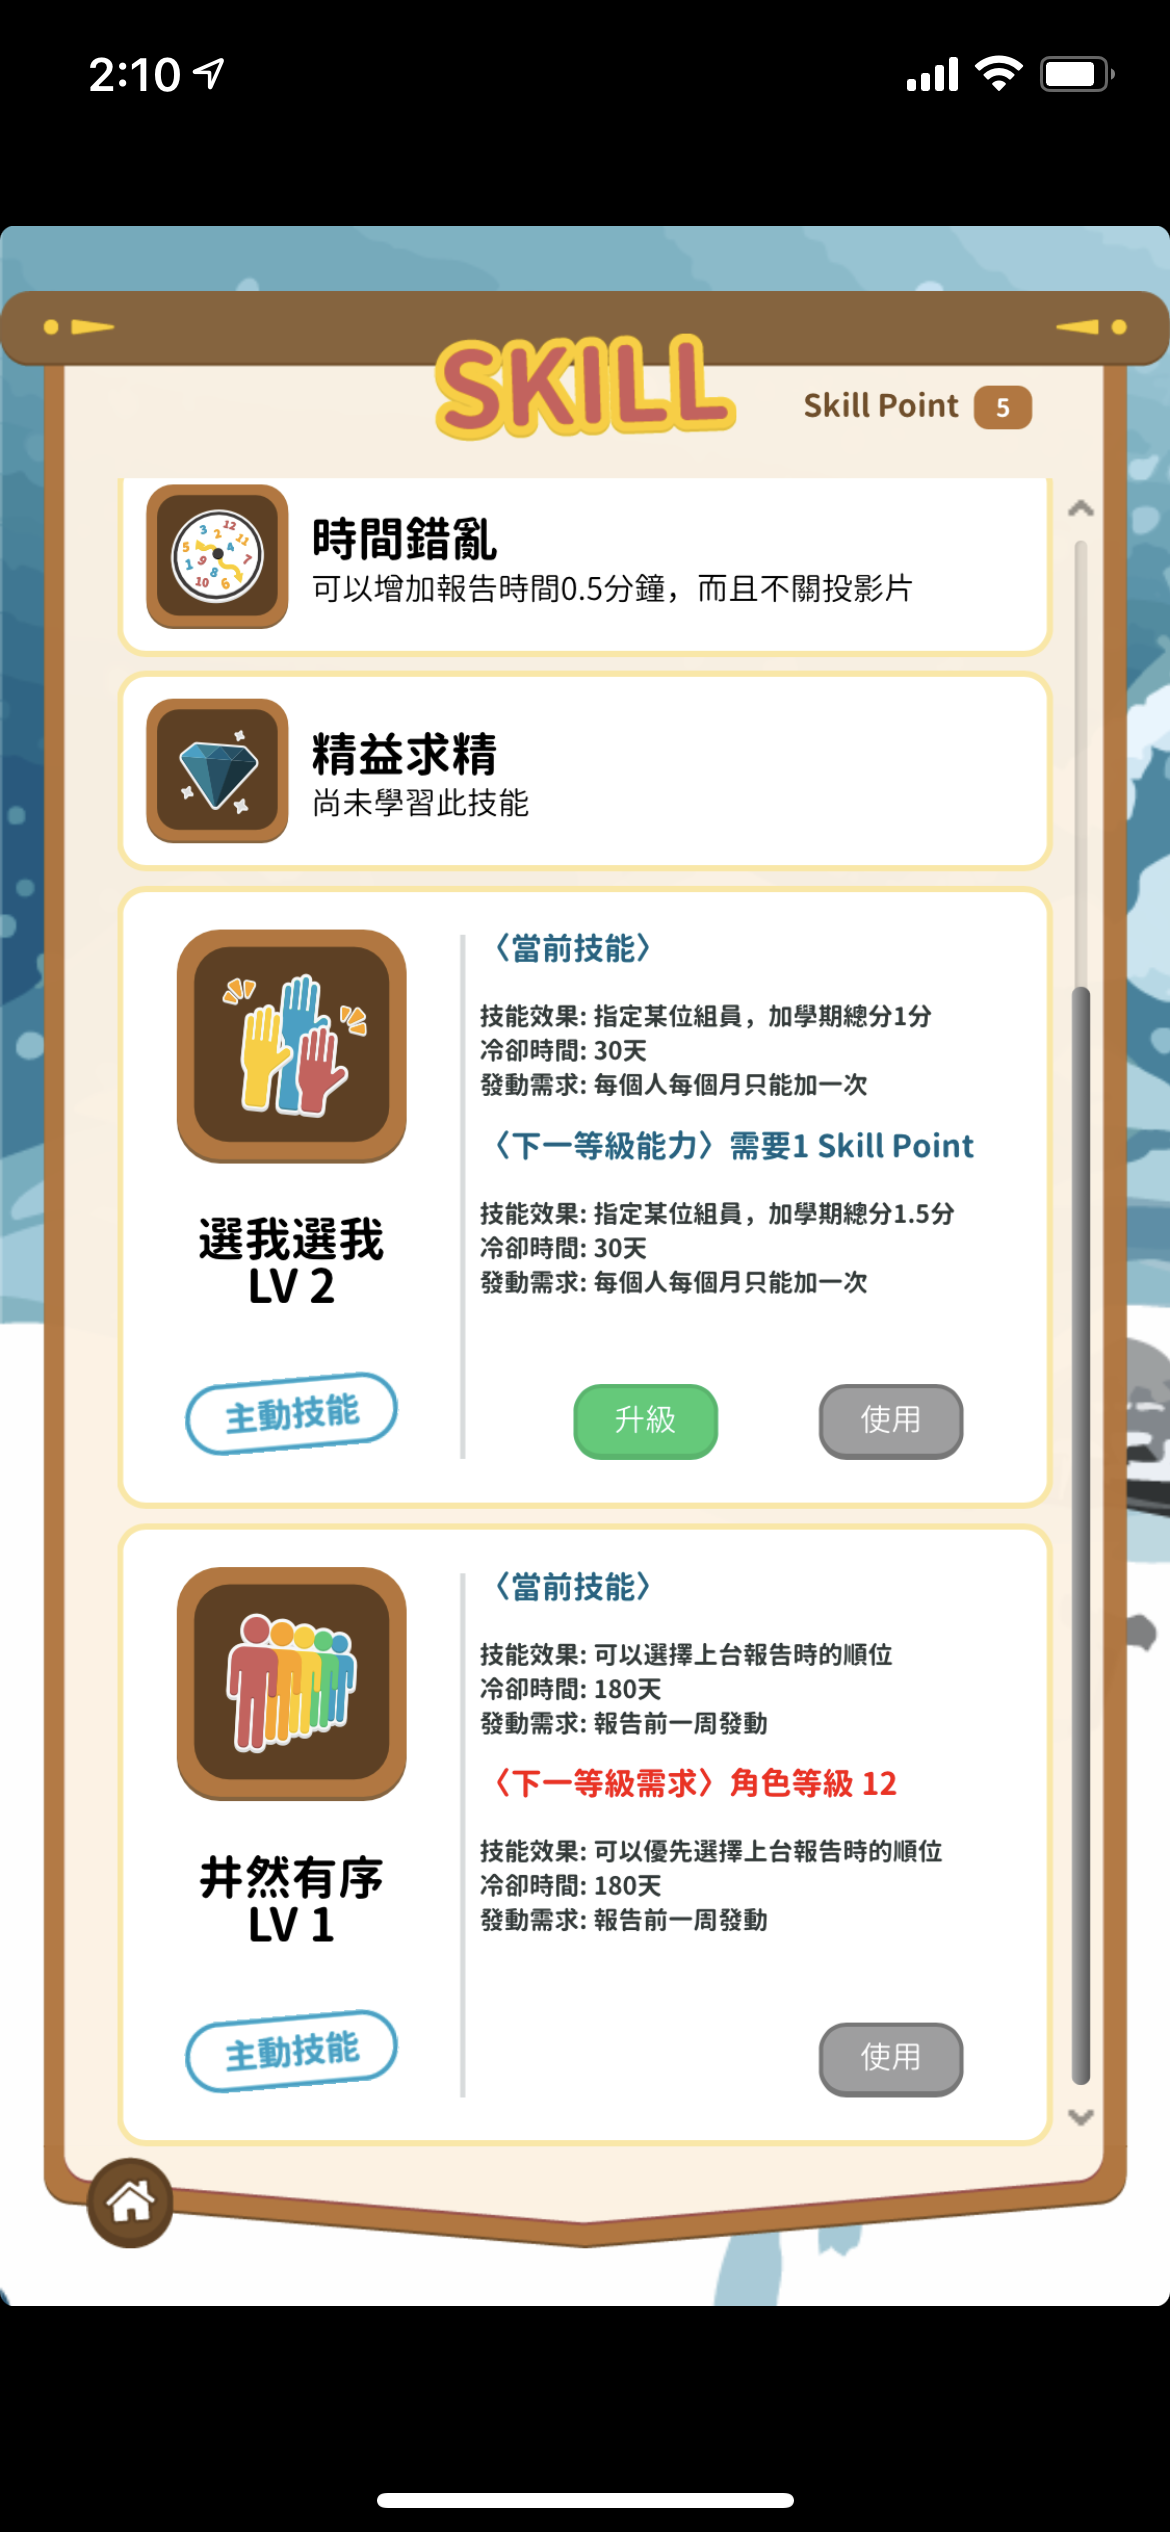 2:10
SKILL
Skill Point 5
時間錯亂
可以增加報告時間0.5分鐘，而且不關投影片
精益求精
尚未學習此技能
〈當前技能〉
技能效果: 指定某位組員，加學期總分1分
冷卻時間: 30天
發動需求: 每個人每個月只能加一次
〈下一等級能力〉需要1 Skill Point
技能效果: 指定某位組員，加學期總分1.5分
冷卻時間: 30天
發動需求: 每個人每個月只能加一次
選我選我
LV 2
主動技能
升級
使用
〈當前技能〉
技能效果: 可以選擇上台報告時的順位
冷卻時間: 180天
發動需求: 報告前一周發動
〈下一等級需求〉角色等級 12
技能效果: 可以優先選擇上台報告時的順位
冷卻時間: 180天
發動需求: 報告前一周發動
井然有序
LV 1
主動技能
使用